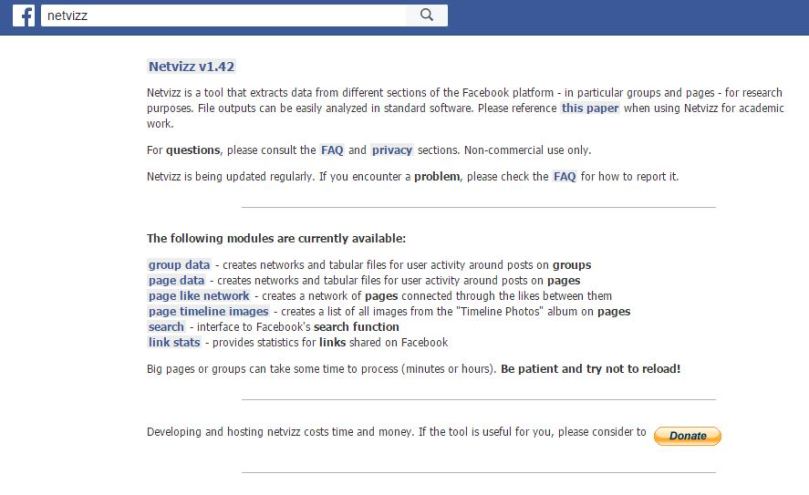 f netvizz
Netvizz v1.42
Netvizz is a tool that extracts data from different sections of the Facebook platform - in particular groups and pages - for research
purposes. File outputs can be easily analyzed in standard software. Please reference this paper when using Netvizz for academic
work.
For questions, please consult the FAQ and privacy sections. Non-commercial use only.
Netvizz is being updated regularly. If you encounter a problem, please check the FAQ for how to report it.
The following modules are currently available:
group data - creates networks and tabular files for user activity around posts on groups
page data - creates networks and tabular files for user activity around posts on pages
page like network - creates a network of pages connected through the likes between them
page timeline images - creates a list of all images from the "Timeline Photos" album on pages
search - interface to Facebook's search function
link stats - provides statistics for links shared on Facebook
Big pages or groups can take some time to process (minutes or hours). Be patient and try not to reload!
Developing and hosting netvizz costs time and money. If the tool is useful for you, please consider to Donate